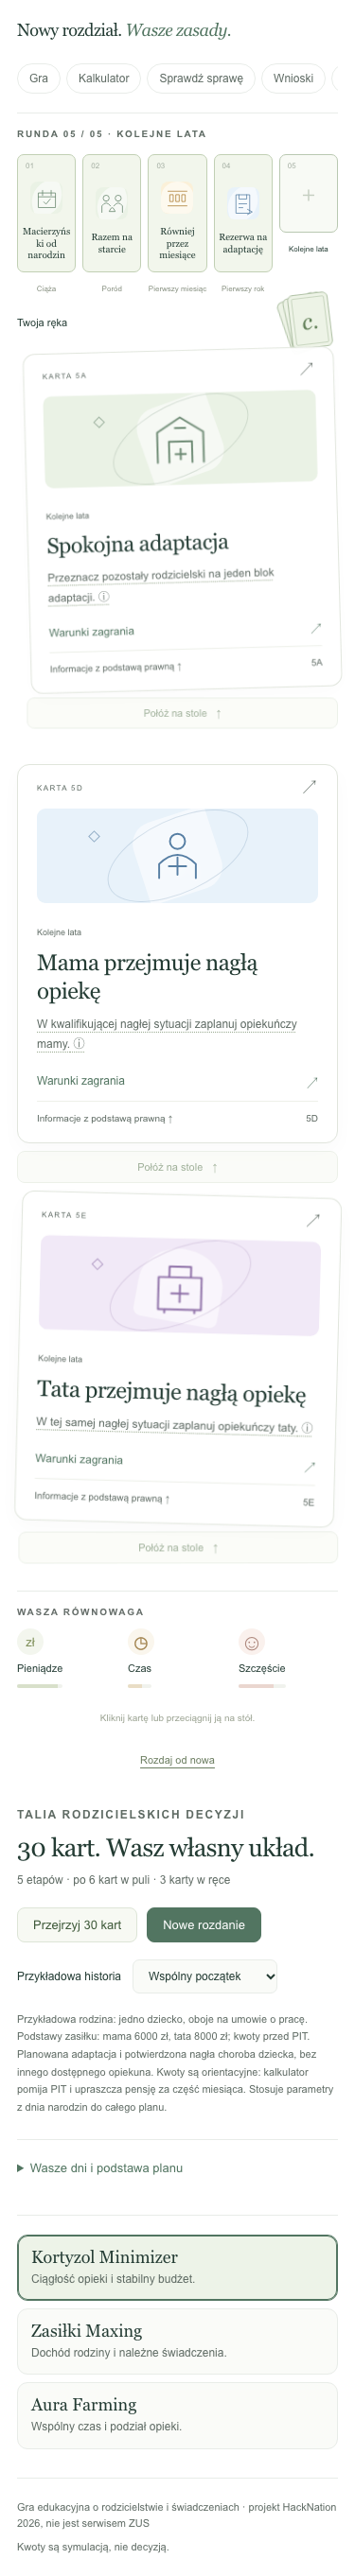 Nowy rozdział. Wasze zasady.
Gra
Kalkulator
Sprawdź sprawę
Wnioski
RUNDA 05 / 05 · KOLEJNE LATA
01
02
03
04
05
Macierzyńs
ki od
narodzin
Razem na
starcie
Równiej
przez
miesiące
Rezerwa na
adaptację
+
Kolejne lata
Ciąża
Poród
Pierwszy miesiąc
Pierwszy rok
Twoja ręka
c.
KARTA 5A
Kolejne lata
Spokojna adaptacja
Przeznacz pozostały rodzicielski na jeden blok
adaptacji. ⓘ
Warunki zagrania ↗
Informacje z podstawą prawną ↑ 5A
Połóż na stole ↑
KARTA 5D
Kolejne lata
Mama przejmuje nagłą
opiekę
W kwalifikującej nagłej sytuacji zaplanuj opiekuńczy
mamy. ⓘ
Warunki zagrania ↗
Informacje z podstawą prawną ↑ 5D
Połóż na stole ↑
KARTA 5E
Kolejne lata
Tata przejmuje nagłą opiekę
W tej samej nagłej sytuacji zaplanuj opiekuńczy taty. ⓘ
Warunki zagrania ↗
Informacje z podstawą prawną ↑ 5E
Połóż na stole ↑
WASZA RÓWNOWAGA
zł
Pieniądze
Czas
Szczęście
Kliknij kartę lub przeciągnij ją na stół.
Rozdaj od nowa
TALIA RODZICIELSKICH DECYZJI
30 kart. Wasz własny układ.
5 etapów · po 6 kart w puli · 3 karty w ręce
Przejrzyj 30 kart
Nowe rozdanie
Przykładowa historia
Wspólny początek
Przykładowa rodzina: jedno dziecko, oboje na umowie o pracę.
Podstawy zasiłku: mama 6000 zł, tata 8000 zł; kwoty przed PIT.
Planowana adaptacja i potwierdzona nagła choroba dziecka, bez
innego dostępnego opiekuna. Kwoty są orientacyjne: kalkulator
pomija PIT i upraszcza pensję za część miesiąca. Stosuje parametry
z dnia narodzin do całego planu.
▶ Wasze dni i podstawa planu
Kortyzol Minimizer
Ciągłość opieki i stabilny budżet.
Zasiłki Maxing
Dochód rodziny i należne świadczenia.
Aura Farming
Wspólny czas i podział opieki.
Gra edukacyjna o rodzicielstwie i świadczeniach · projekt HackNation
2026, nie jest serwisem ZUS
Kwoty są symulacją, nie decyzją.